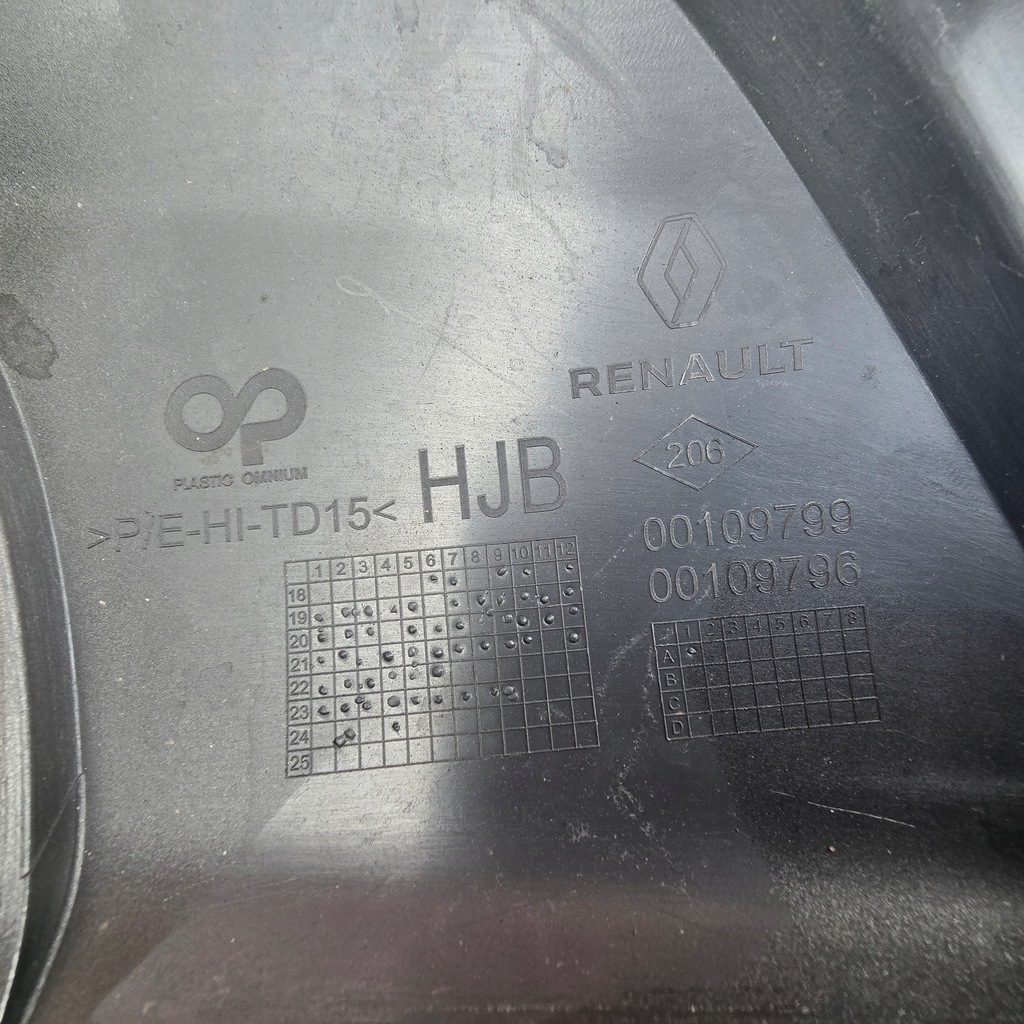 RENAULT
OP
PLASTIC OMNIUM
HJB
206
>P/E-HI-TD15<
00109799
00109796
1 2 3 4 5 6 7 8 9 10 11 12
18
19
20
21
22
23
24
25
1 2 3 4 5 6 7 8
A
B
C
D